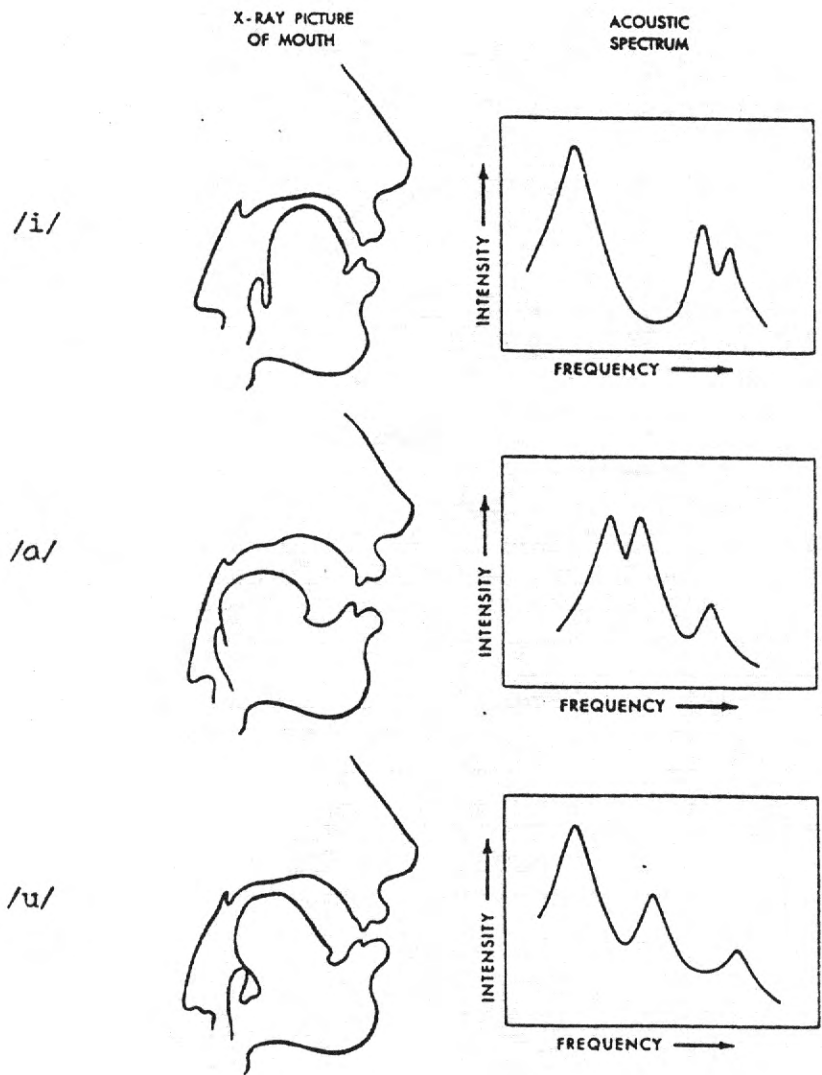 X-RAY PICTURE
OF MOUTH
ACOUSTIC
SPECTRUM
/i/
INTENSITY
FREQUENCY
/a/
INTENSITY
FREQUENCY
/u/
INTENSITY
FREQUENCY